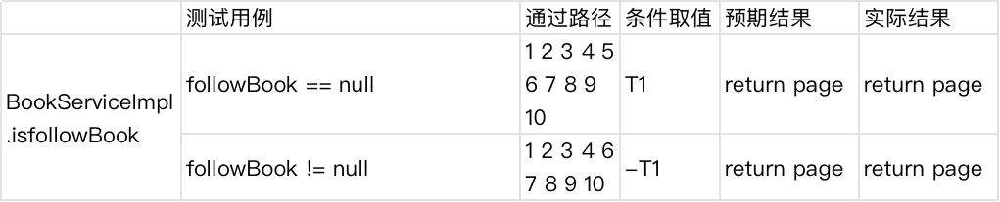 测试用例 通过路径 条件取值 预期结果 实际结果
BookServiceImpl
.isfollowBook
followBook == null
1 2 3 4 5
6 7 8 9
10
T1
return page
return page
followBook != null
1 2 3 4 6
7 8 9 10
-T1
return page
return page